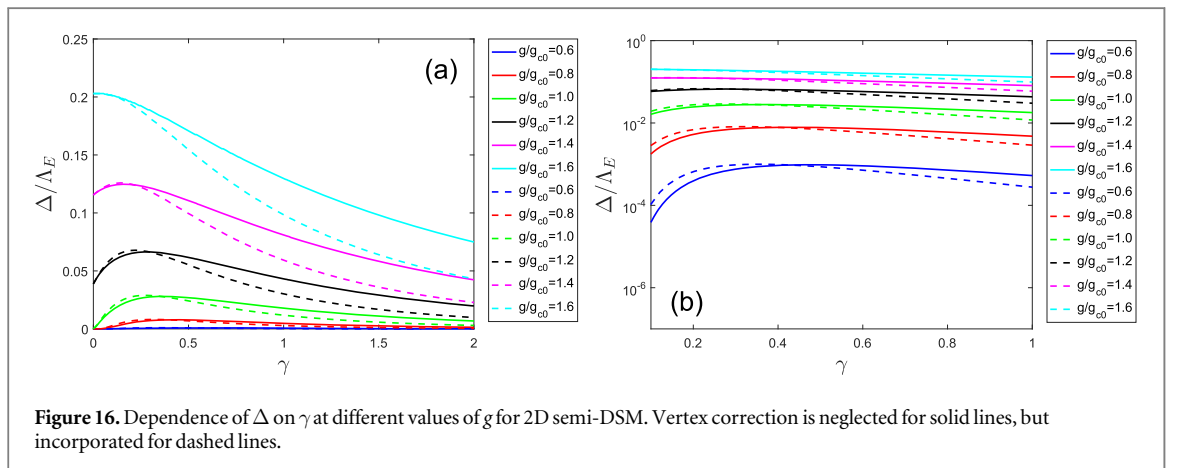 0.25
0.2
0.15
0.1
0.05
0
0
0.5
1
1.5
2
Δ/Λ_E
γ
(a)
g/g_c0=0.6
g/g_c0=0.8
g/g_c0=1.0
g/g_c0=1.2
g/g_c0=1.4
g/g_c0=1.6
g/g_c0=0.6
g/g_c0=0.8
g/g_c0=1.0
g/g_c0=1.2
g/g_c0=1.4
g/g_c0=1.6
10^0
10^-2
10^-4
10^-6
0.2
0.4
0.6
0.8
1
Δ/Λ_E
γ
(b)
g/g_c0=0.6
g/g_c0=0.8
g/g_c0=1.0
g/g_c0=1.2
g/g_c0=1.4
g/g_c0=1.6
g/g_c0=0.6
g/g_c0=0.8
g/g_c0=1.0
g/g_c0=1.2
g/g_c0=1.4
g/g_c0=1.6
Figure 16. Dependence of Δ on γ at different values of g for 2D semi-DSM. Vertex correction is neglected for solid lines, but
incorporated for dashed lines.